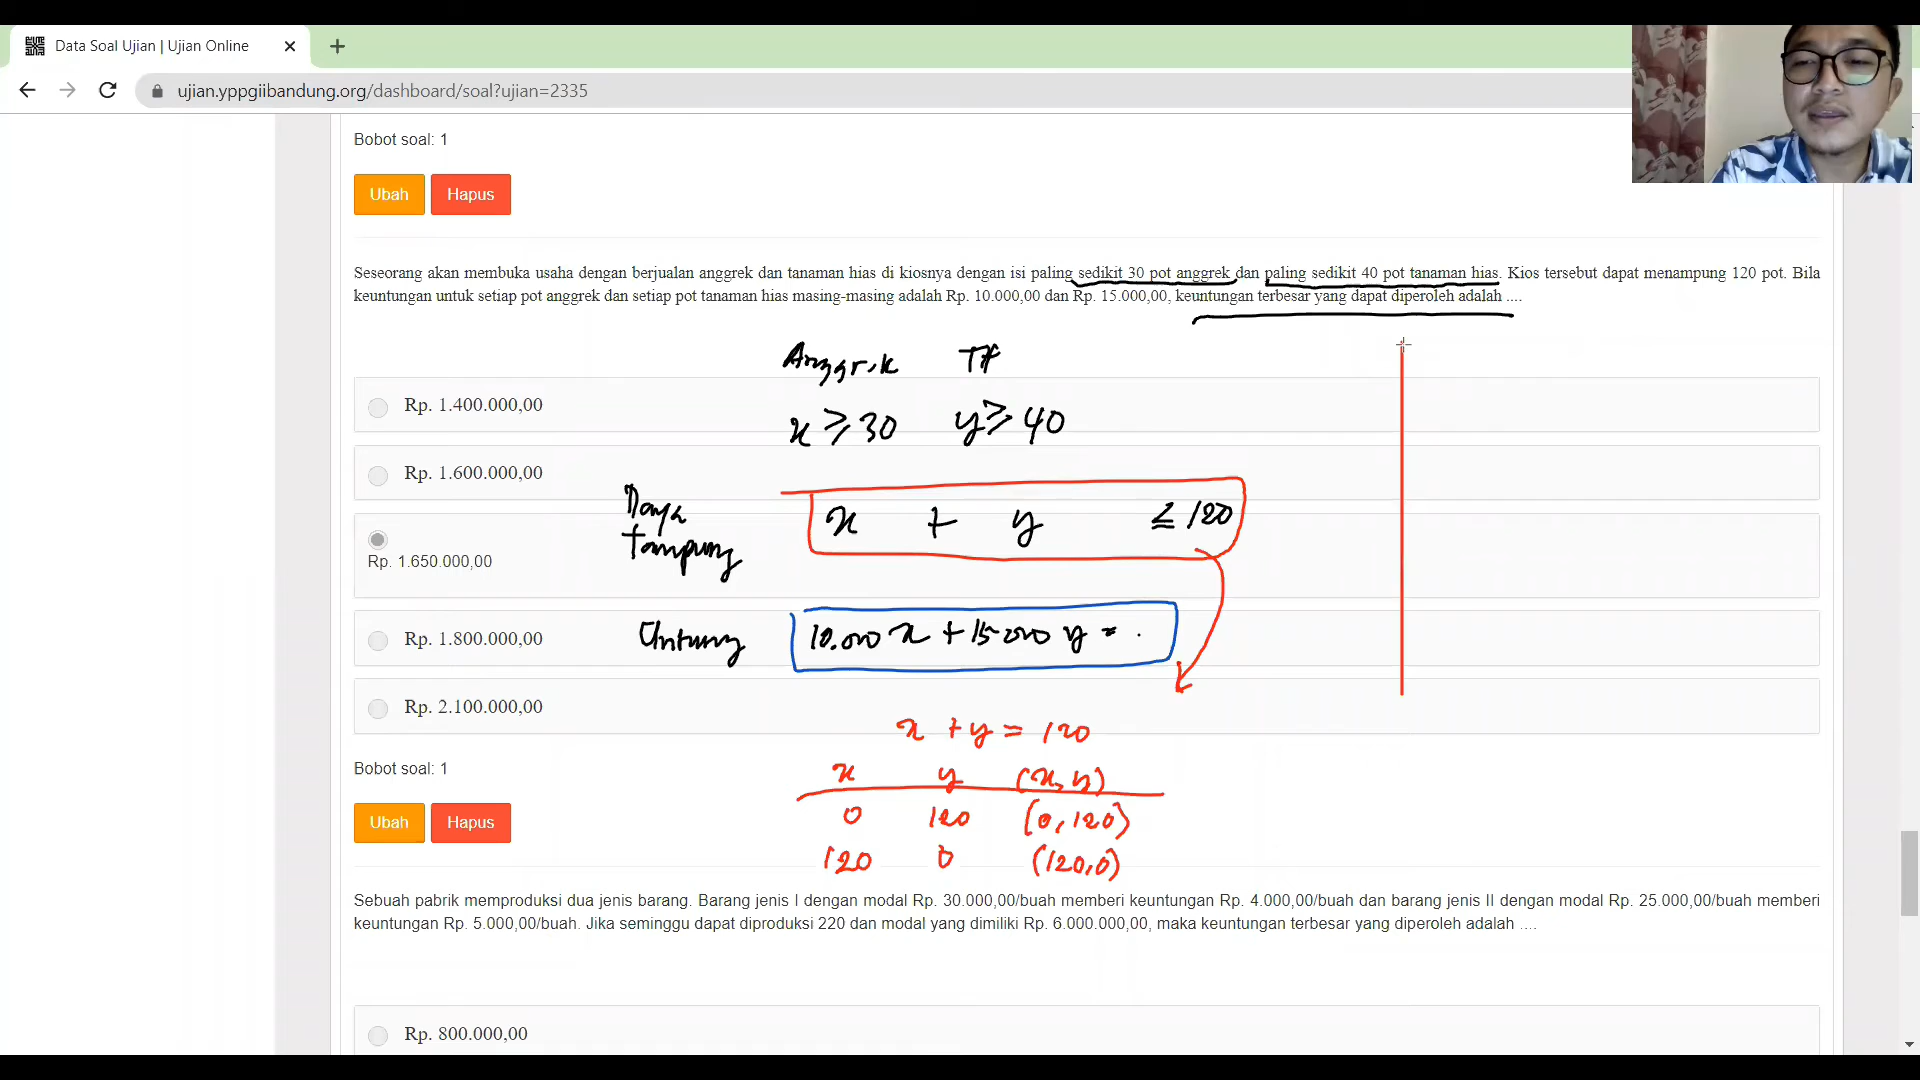 Data Soal Ujian | Ujian Online
ujian.yppgiibandung.org/dashboard/soal?ujian=2335
Bobot soal: 1
Ubah Hapus
Seseorang akan membuka usaha dengan berjualan anggrek dan tanaman hias di kiosnya dengan isi paling sedikit 30 pot anggrek dan paling sedikit 40 pot tanaman hias. Kios tersebut dapat menampung 120 pot. Bila
keuntungan untuk setiap pot anggrek dan setiap pot tanaman hias masing-masing adalah Rp. 10.000,00 dan Rp. 15.000,00, keuntungan terbesar yang dapat diperoleh adalah ....
Anggrik TH
Rp. 1.400.000,00
x ≥ 30 y ≥ 40
Rp. 1.600.000,00
Daya
tampung
x + y ≤ 120
Rp. 1.650.000,00
Rp. 1.800.000,00
Untung 10.000 x + 15000 y = .
Rp. 2.100.000,00
x + y = 120
Bobot soal: 1
x y (x, y)
Ubah Hapus
0 120 (0, 120)
120 0 (120,0)
Sebuah pabrik memproduksi dua jenis barang. Barang jenis I dengan modal Rp. 30.000,00/buah memberi keuntungan Rp. 4.000,00/buah dan barang jenis II dengan modal Rp. 25.000,00/buah memberi
keuntungan Rp. 5.000,00/buah. Jika seminggu dapat diproduksi 220 dan modal yang dimiliki Rp. 6.000.000,00, maka keuntungan terbesar yang diperoleh adalah ....
Rp. 800.000,00